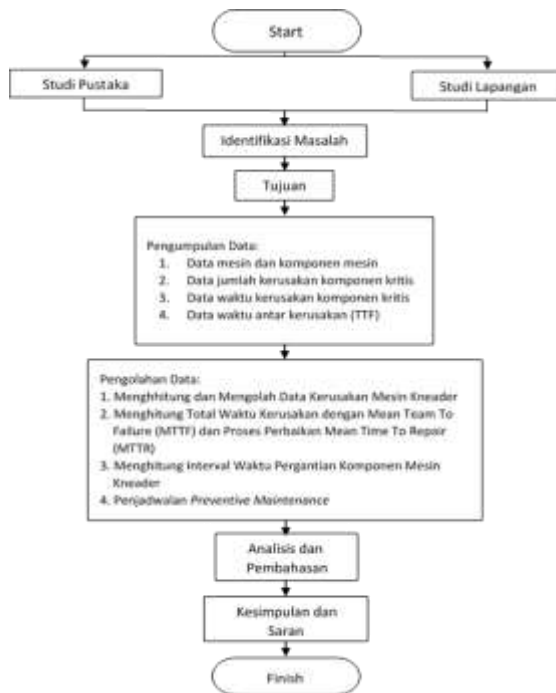 Start
Studi Pustaka
Studi Lapangan
Identifikasi Masalah
Tujuan
Pengumpulan Data:
1. Data mesin dan komponen mesin
2. Data jumlah kerusakan komponen kritis
3. Data waktu kerusakan komponen kritis
4. Data waktu antar kerusakan (TTF)
Pengolahan Data:
1. Menghhitung dan Mengolah Data Kerusakan Mesin Kneader
2. Menghitung Total Waktu Kerusakan dengan Mean Team To
Failure (MTTF) dan Proses Perbaikan Mean Time To Repair
(MTTR)
3. Menghitung Interval Waktu Pergantian Komponen Mesin
Kneader
4. Penjadwalan Preventive Maintenance
Analisis dan
Pembahasan
Kesimpulan dan
Saran
Finish